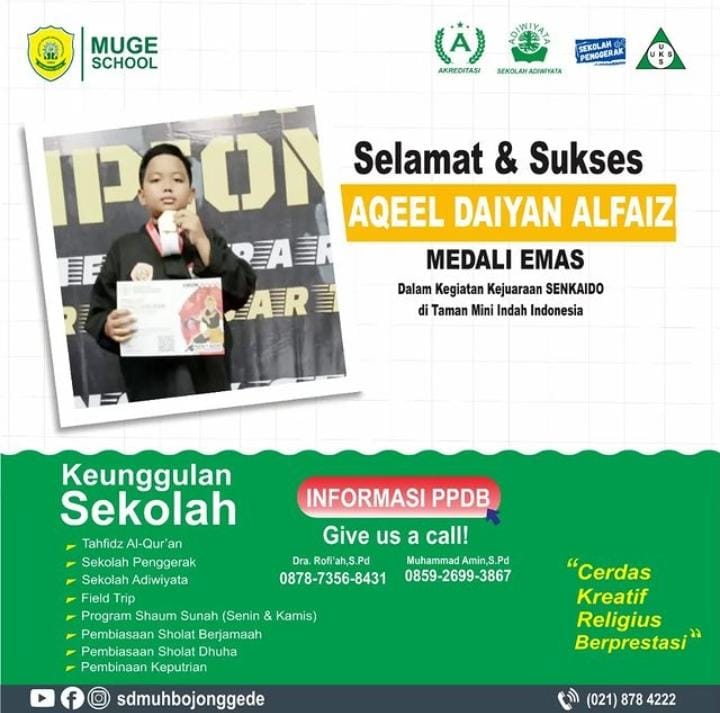 MUGE
SCHOOL
A
AKREDITASI
ADIWIYATA
SEKOLAH ADIWIYATA
SEKOLAH
PENGGERAK
UKS
Selamat & Sukses
AQEEL DAIYAN ALFAIZ
MEDALI EMAS
Dalam Kegiatan Kejuaraan SENKAIDO
di Taman Mini Indah Indonesia
Keunggulan
Sekolah
Tahfidz Al-Qur'an
Sekolah Penggerak
Sekolah Adiwiyata
Field Trip
Program Shaum Sunah (Senin & Kamis)
Pembiasaan Sholat Berjamaah
Pembiasaan Sholat Dhuha
Pembinaan Keputrian
INFORMASI PPDB
Give us a call!
Dra. Rofi'ah,S.Pd
0878-7356-8431
Muhammad Amin,S.Pd
0859-2699-3867
"Cerdas
Kreatif
Religius
Berprestasi"
sdmuhbojonggede
(021) 878 4222